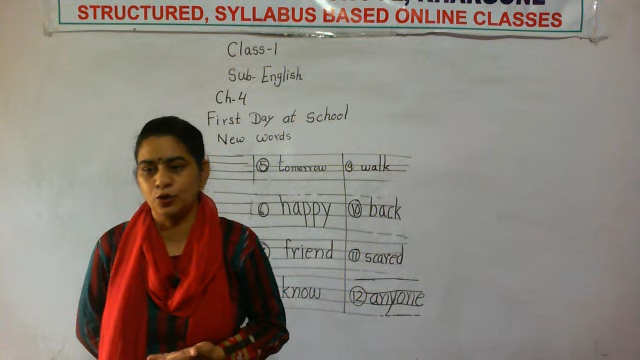 STRUCTURED, SYLLABUS BASED ONLINE CLASSES
Class-1
Sub-English
Ch-4
First Day at School
New words
5 tomorrow 9 walk
6 happy 10 back
friend 11 scared
know 12 anyone